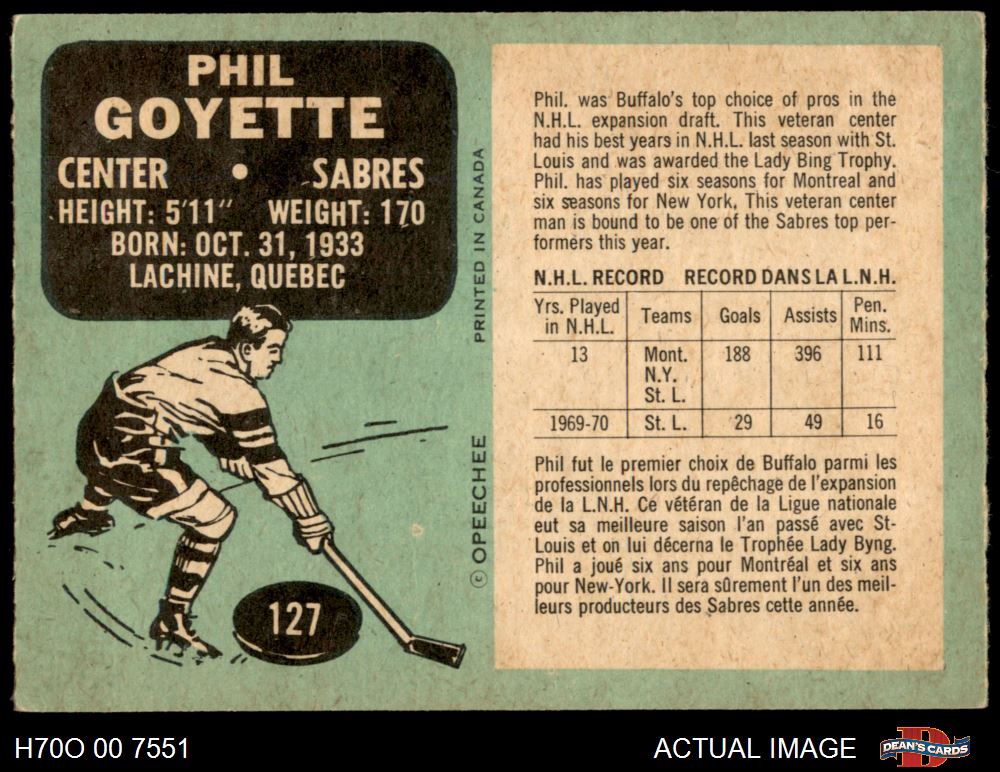 PHIL
GOYETTE
CENTER • SABRES
HEIGHT: 5'11" WEIGHT: 170
BORN: OCT. 31, 1933
LACHINE, QUEBEC
127
© OPEECHEE PRINTED IN CANADA
Phil. was Buffalo's top choice of pros in the
N.H.L. expansion draft. This veteran center
had his best years in N.H.L. last season with St.
Louis and was awarded the Lady Bing Trophy.
Phil. has played six seasons for Montreal and
six seasons for New York, This veteran center
man is bound to be one of the Sabres top per-
formers this year.
N.H.L. RECORD RECORD DANS LA L.N.H.
Yrs. Played in N.H.L. Teams Goals Assists Pen. Mins.
13 Mont. 188 396 111
N.Y.
St. L.
1969-70 St. L. 29 49 16
Phil fut le premier choix de Buffalo parmi les
professionnels lors du repêchage de l'expansion
de la L.N.H. Ce vétéran de la Ligue nationale
eut sa meilleure saison l'an passé avec St-
Louis et on lui décerna le Trophée Lady Byng.
Phil a joué six ans pour Montréal et six ans
pour New-York. Il sera sûrement l'un des meil-
leurs producteurs des Sabres cette année.
H70O 00 7551 ACTUAL IMAGE DEAN'S CARDS